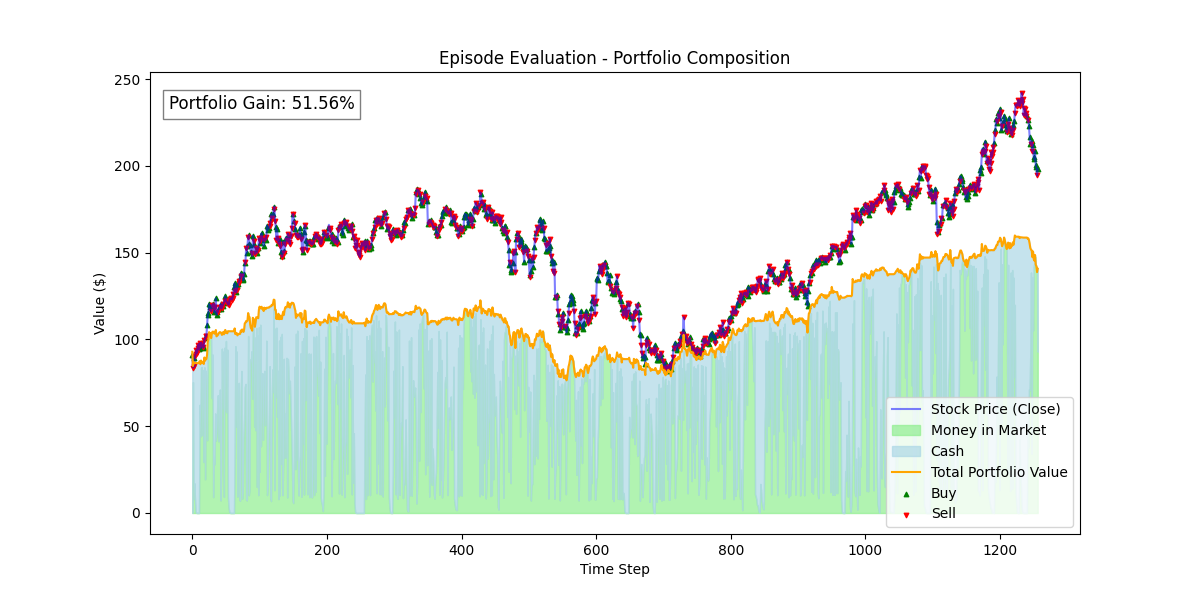 Episode Evaluation - Portfolio Composition
Portfolio Gain: 51.56%
Value ($)
250
200
150
100
50
0
0
200
400
600
800
1000
1200
Time Step
Stock Price (Close)
Money in Market
Cash
Total Portfolio Value
Buy
Sell